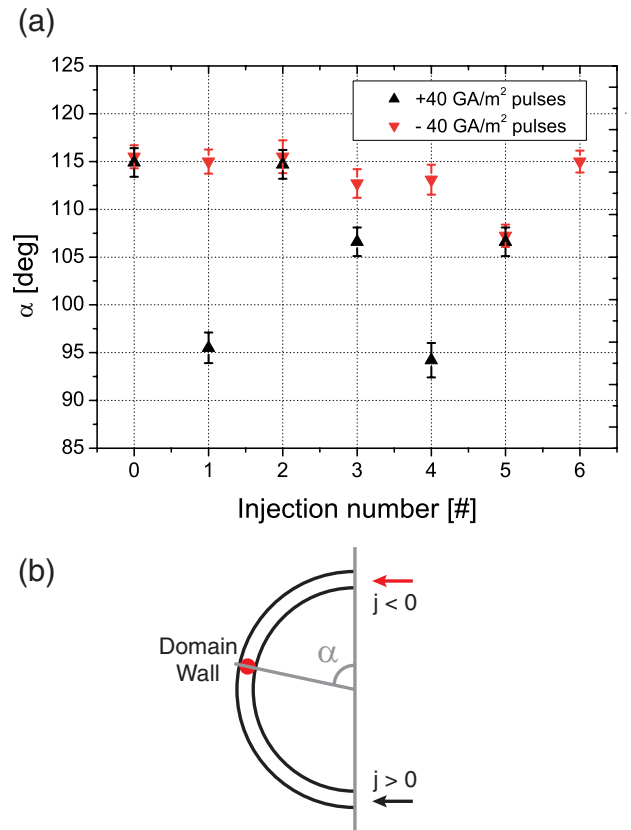 (a)
125
120
115
110
105
100
95
90
85
α [deg]
+40 GA/m² pulses
- 40 GA/m² pulses
0 1 2 3 4 5 6
Injection number [#]
(b)
j < 0
Domain
Wall
α
j > 0